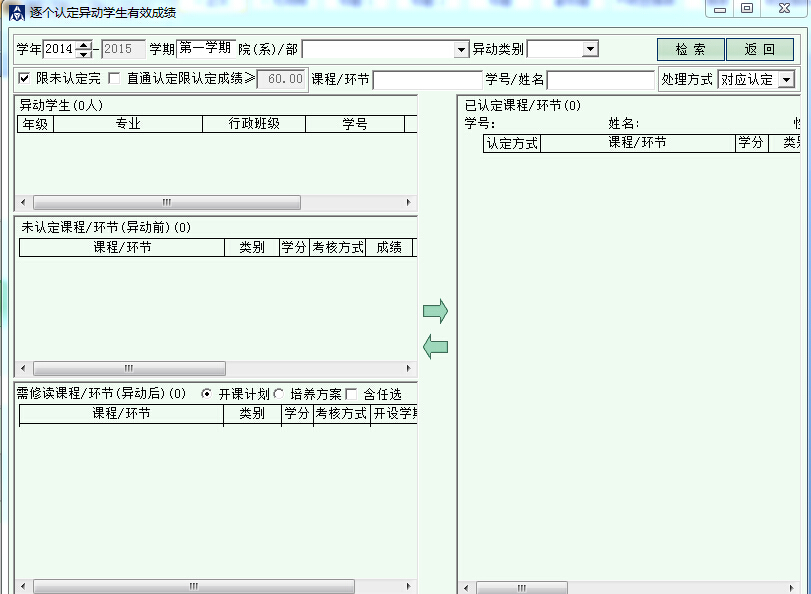 逐个认定异动学生有效成绩
学年 2014 - 2015 学期 第一学期 院(系)/部 异动类别 检 索 返 回
限未认定完 直通认定限认定成绩≥ 60.00 课程/环节 学号/姓名 处理方式 对应认定
异动学生(0人)
年级 专业 行政班级 学号
未认定课程/环节(异动前)(0)
课程/环节 类别 学分 考核方式 成绩
需修读课程/环节(异动后)(0) 开课计划 培养方案 含任选
课程/环节 类别 学分 考核方式 开设学期
已认定课程/环节(0)
学号: 姓名:
认定方式 课程/环节 学分 类别